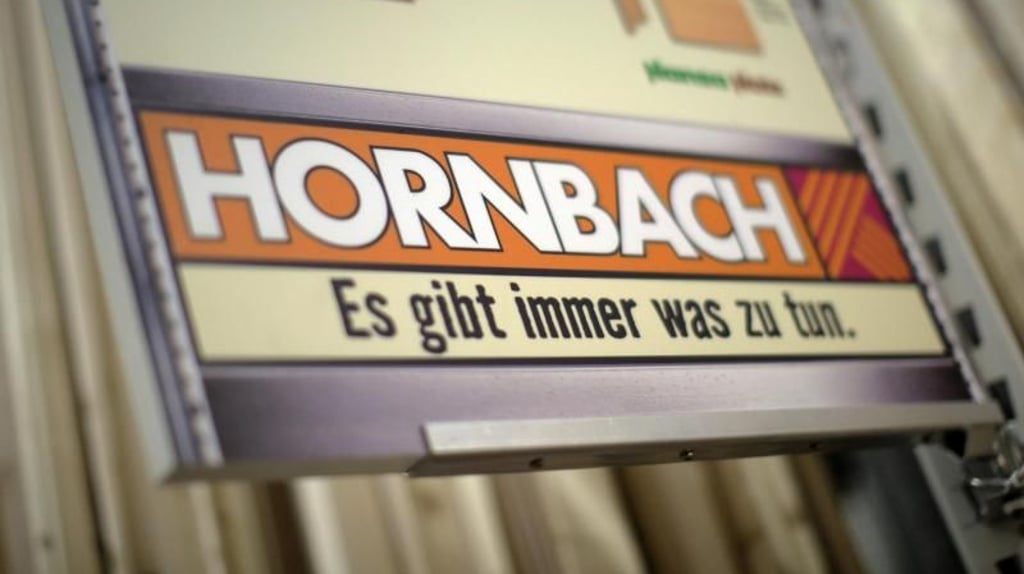 HORNBACH
Es gibt immer was zu tun.